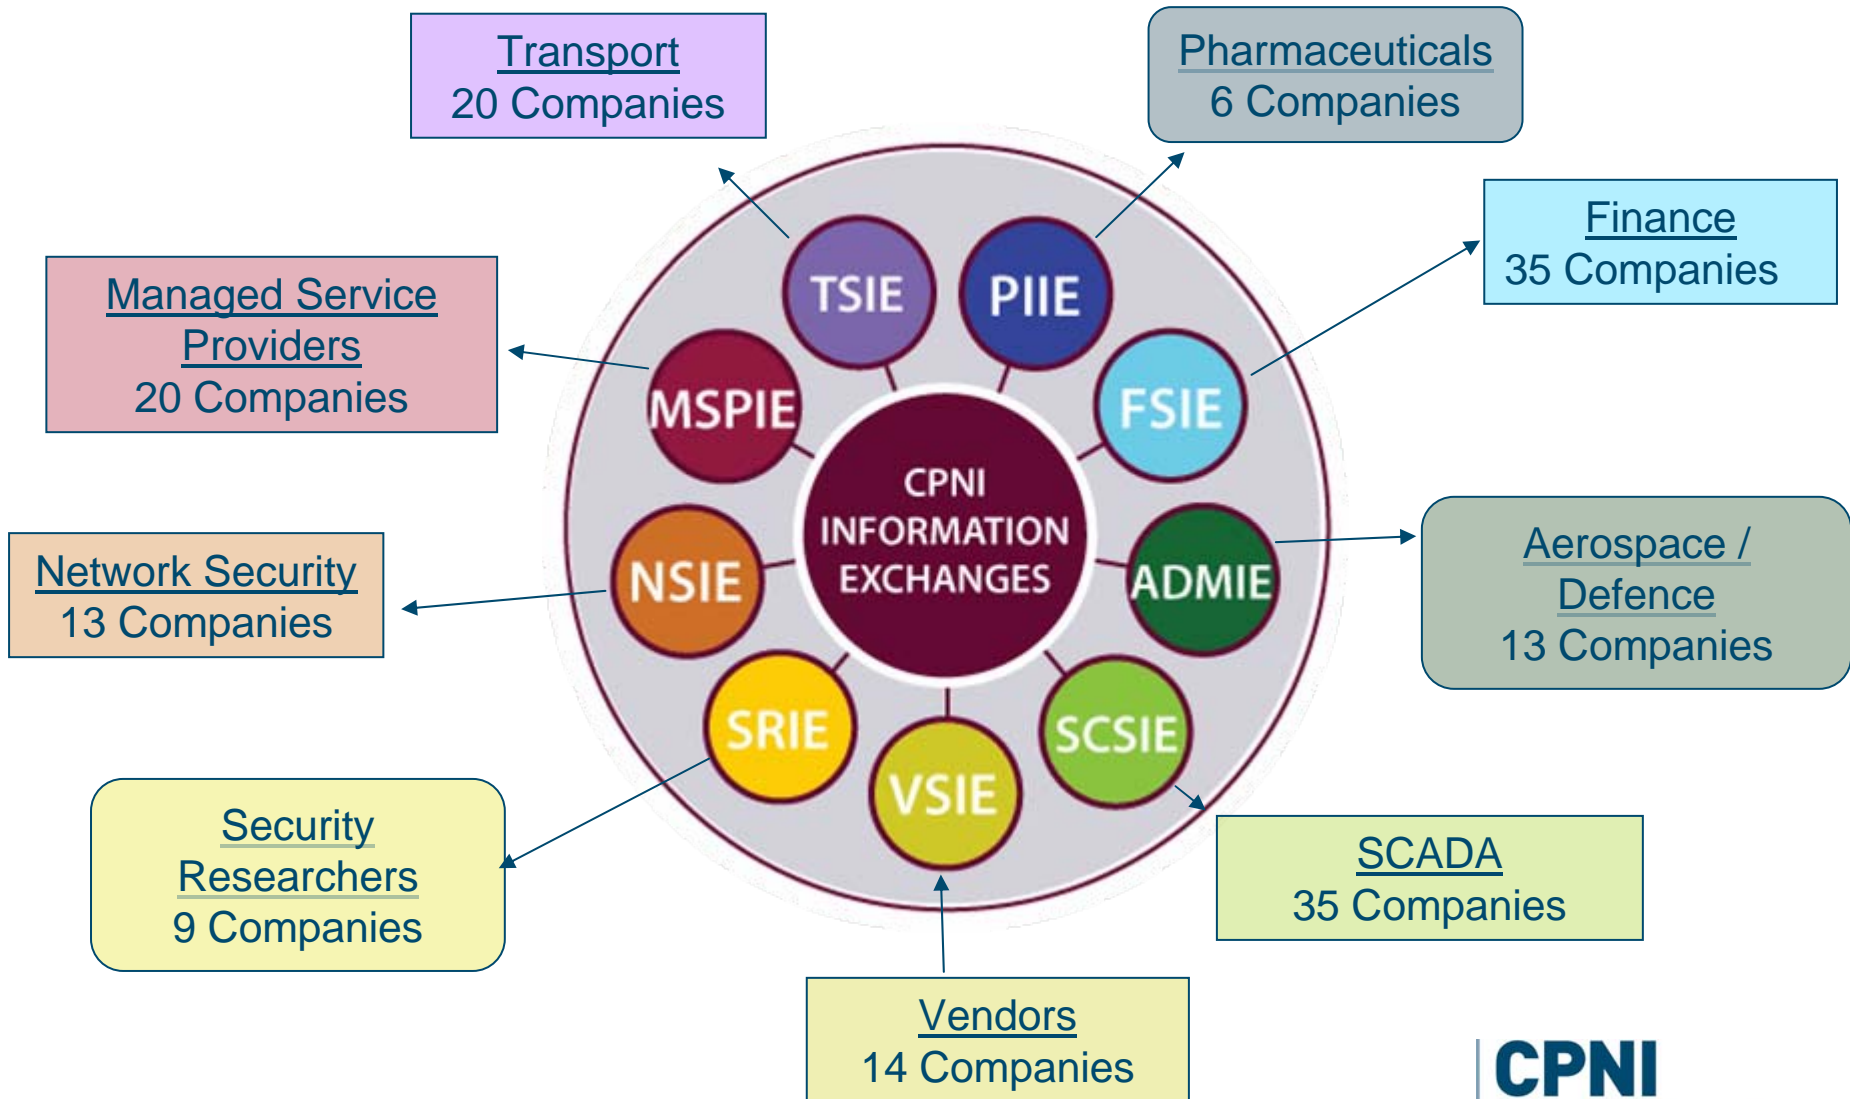 Transport
20 Companies
Pharmaceuticals
6 Companies
Finance
35 Companies
Managed Service
Providers
20 Companies
TSIE
PIIE
MSPIE
FSIE
CPNI
INFORMATION
EXCHANGES
NSIE
ADMIE
Network Security
13 Companies
Aerospace /
Defence
13 Companies
SRIE
SCSIE
VSIE
Security
Researchers
9 Companies
SCADA
35 Companies
Vendors
14 Companies
CPNI